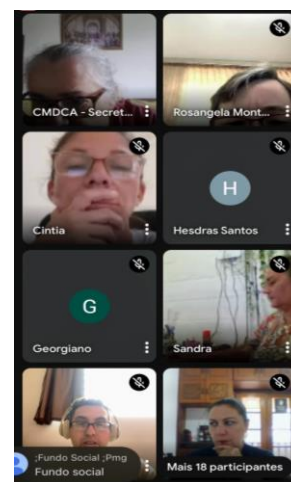 CMDCA - Secret...
Rosangela Mont...
Cintia
H
Hesdras Santos
G
Georgiano
Sandra
;Fundo Social ;Pmg
Fundo social
Mais 18 participantes